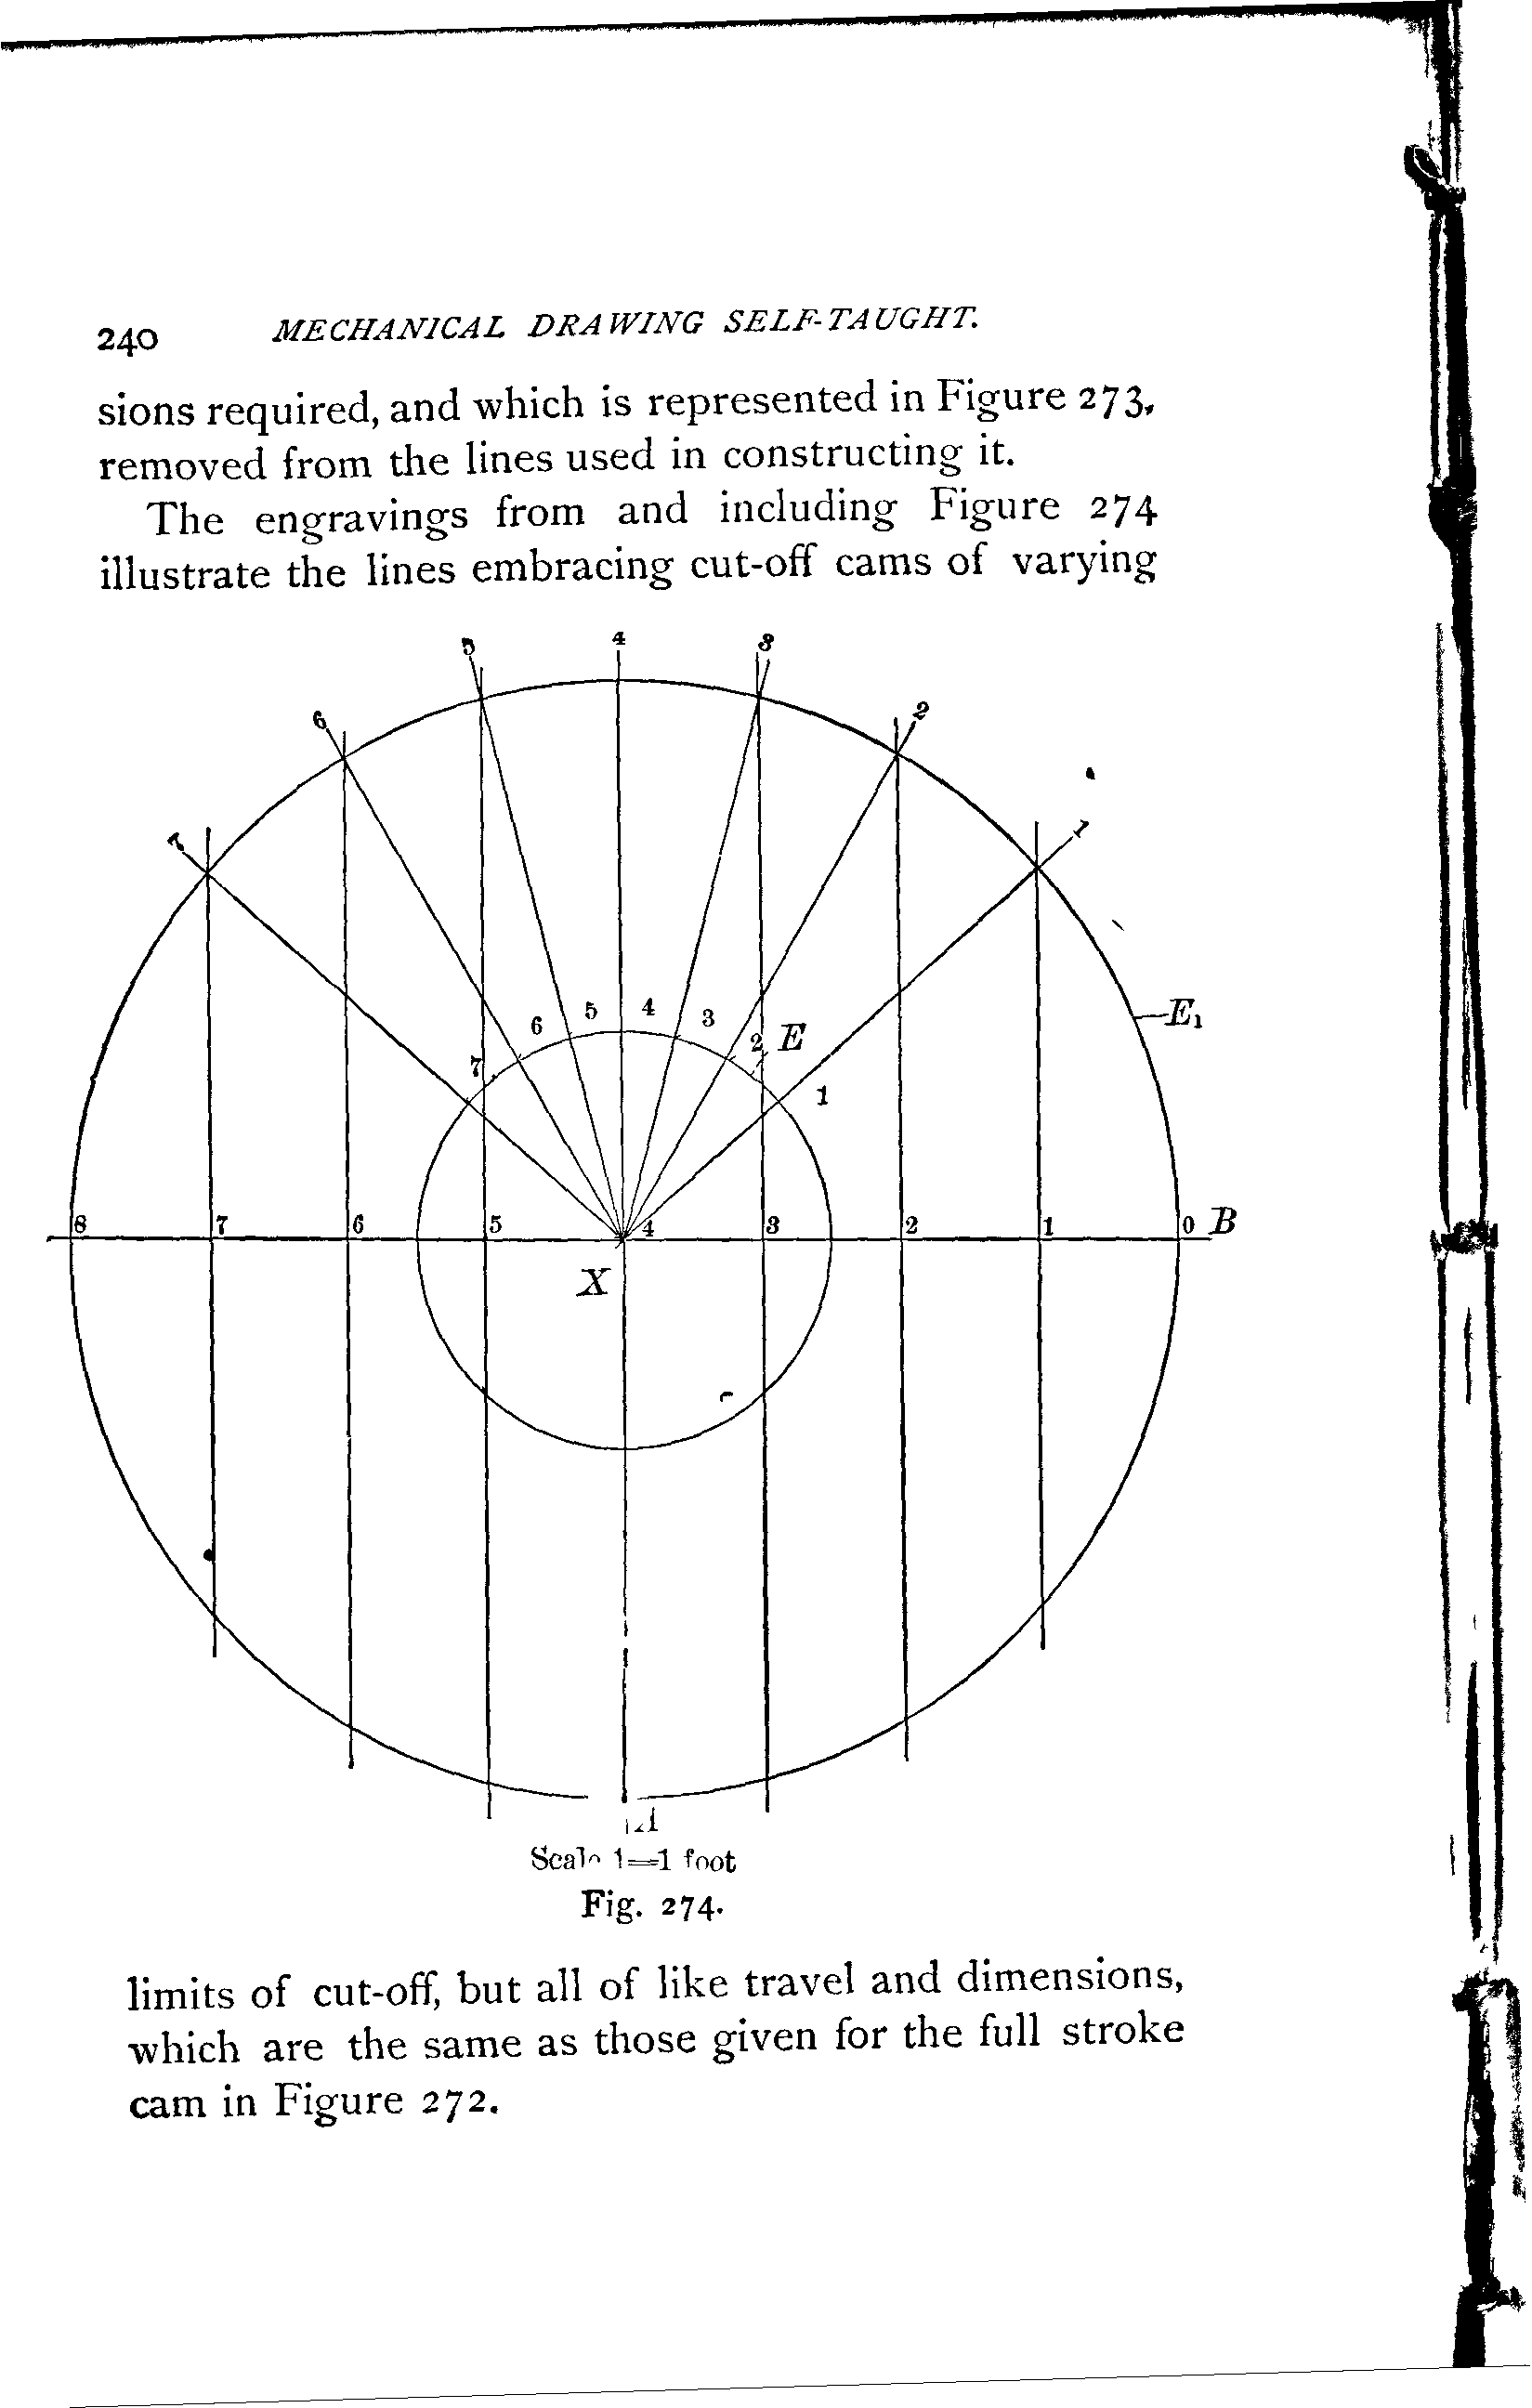 240 MECHANICAL DRAWING SELF-TAUGHT.
sions required, and which is represented in Figure 273,
removed from the lines used in constructing it.
The engravings from and including Figure 274
illustrate the lines embracing cut-off cams of varying
5 4 3
6 2
7 1
E1
6 5 4 3
7 2 E
1
8 7 6 5 4 3 2 1 0 B
X
1=1 foot
Fig. 274.
limits of cut-off, but all of like travel and dimensions,
which are the same as those given for the full stroke
cam in Figure 272.